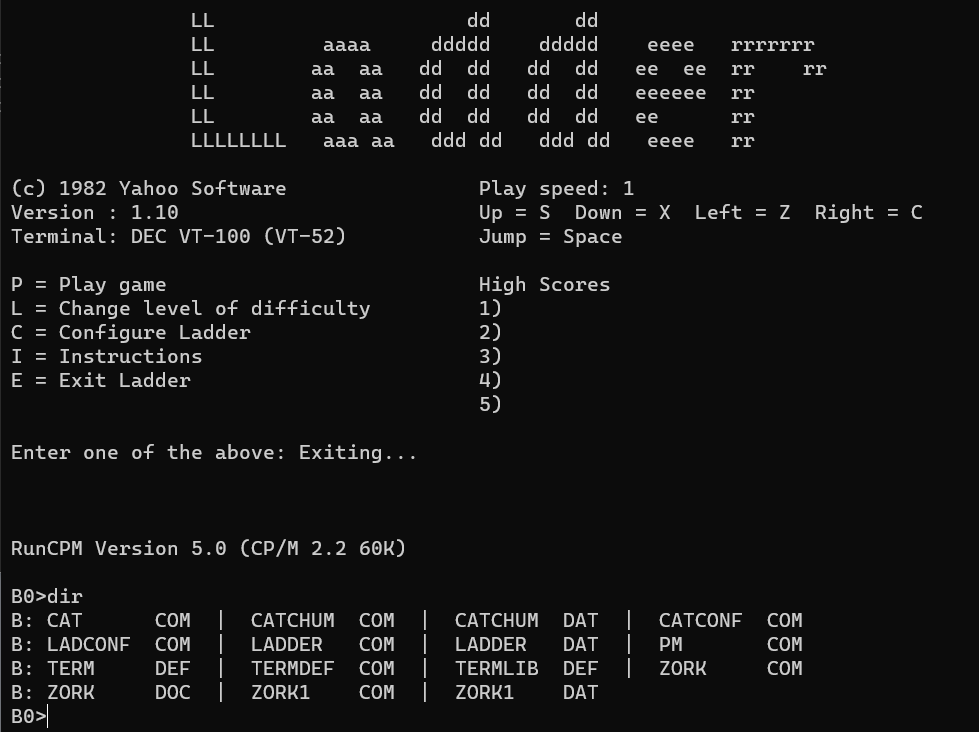 LL                     dd       dd
LL         aaaa     ddddd    ddddd    eeee   rrrrrrr
LL        aa  aa   dd  dd   dd  dd   ee  ee  rr    rr
LL        aa  aa   dd  dd   dd  dd   eeeeee  rr
LL        aa  aa   dd  dd   dd  dd   ee      rr
LLLLLLLL   aaa aa   ddd dd   ddd dd   eeee   rr
(c) 1982 Yahoo Software                Play speed: 1
Version : 1.10                         Up = S  Down = X  Left = Z  Right = C
Terminal: DEC VT-100 (VT-52)           Jump = Space
P = Play game                          High Scores
L = Change level of difficulty         1)
C = Configure Ladder                   2)
I = Instructions                       3)
E = Exit Ladder                        4)
                                       5)
Enter one of the above: Exiting...
RunCPM Version 5.0 (CP/M 2.2 60K)
B0>dir
B: CAT      COM  |  CATCHUM  COM  |  CATCHUM  DAT  |  CATCONF  COM
B: LADCONF  COM  |  LADDER   COM  |  LADDER   DAT  |  PM       COM
B: TERM     DEF  |  TERMDEF  COM  |  TERMLIB  DEF  |  ZORK     COM
B: ZORK     DOC  |  ZORK1    COM  |  ZORK1    DAT
B0>